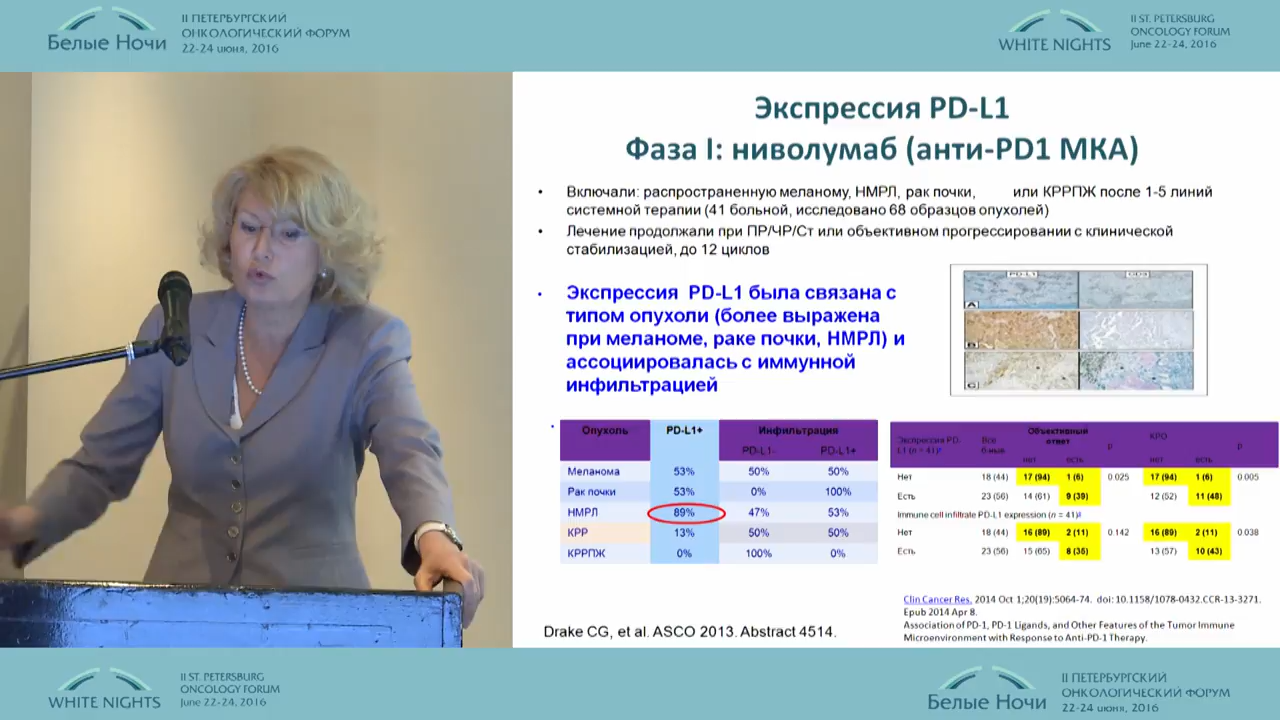 II ПЕТЕРБУРГСКИЙ
ОНКОЛОГИЧЕСКИЙ ФОРУМ
Белые Ночи
22-24 июня, 2016
II ST. PETERSBURG
ONCOLOGY FORUM
WHITE NIGHTS
June 22-24, 2016
Экспрессия PD-L1
Фаза I: ниволумаб (анти-PD1 МКА)
• Включали: распространенную меланому, НМРЛ, рак почки, или КРРПЖ после 1-5 линий
системной терапии (41 больной, исследовано 68 образцов опухолей)
• Лечение продолжали при ПР/ЧР/Ст или объективном прогрессировании с клинической
стабилизацией, до 12 циклов
• Экспрессия PD-L1 была связана с
типом опухоли (более выражена
при меланоме, раке почки, НМРЛ) и
ассоциировалась с иммунной
инфильтрацией
PD-L1 CD3
A
B
C
Опухоль PD-L1+ Инфильтрация
PD-L1- PD-L1+
Меланома 53% 50% 50%
Рак почки 53% 0% 100%
НМРЛ 89% 47% 53%
КРР 13% 50% 50%
КРРПЖ 0% 100% 0%
Экспрессия PD-L1 (n = 41) Все б-ные Объективный ответ p КРО p
нет есть нет есть
Нет 18 (44) 17 (94) 1 (6) 0.025 17 (94) 1 (6) 0.005
Есть 23 (56) 14 (61) 9 (39) 12 (52) 11 (48)
Immune cell infiltrate PD-L1 expression (n = 41)
Нет 18 (44) 16 (89) 2 (11) 0.142 16 (89) 2 (11) 0.038
Есть 23 (56) 15 (65) 8 (35) 13 (57) 10 (43)
Clin Cancer Res. 2014 Oct 1;20(19):5064-74. doi: 10.1158/1078-0432.CCR-13-3271.
Epub 2014 Apr 8.
Association of PD-1, PD-1 Ligands, and Other Features of the Tumor Immune
Microenvironment with Response to Anti-PD-1 Therapy.
Drake CG, et al. ASCO 2013. Abstract 4514.
II ST. PETERSBURG
ONCOLOGY FORUM
WHITE NIGHTS
June 22-24, 2016
II ПЕТЕРБУРГСКИЙ
ОНКОЛОГИЧЕСКИЙ ФОРУМ
Белые Ночи
22-24 июня, 2016